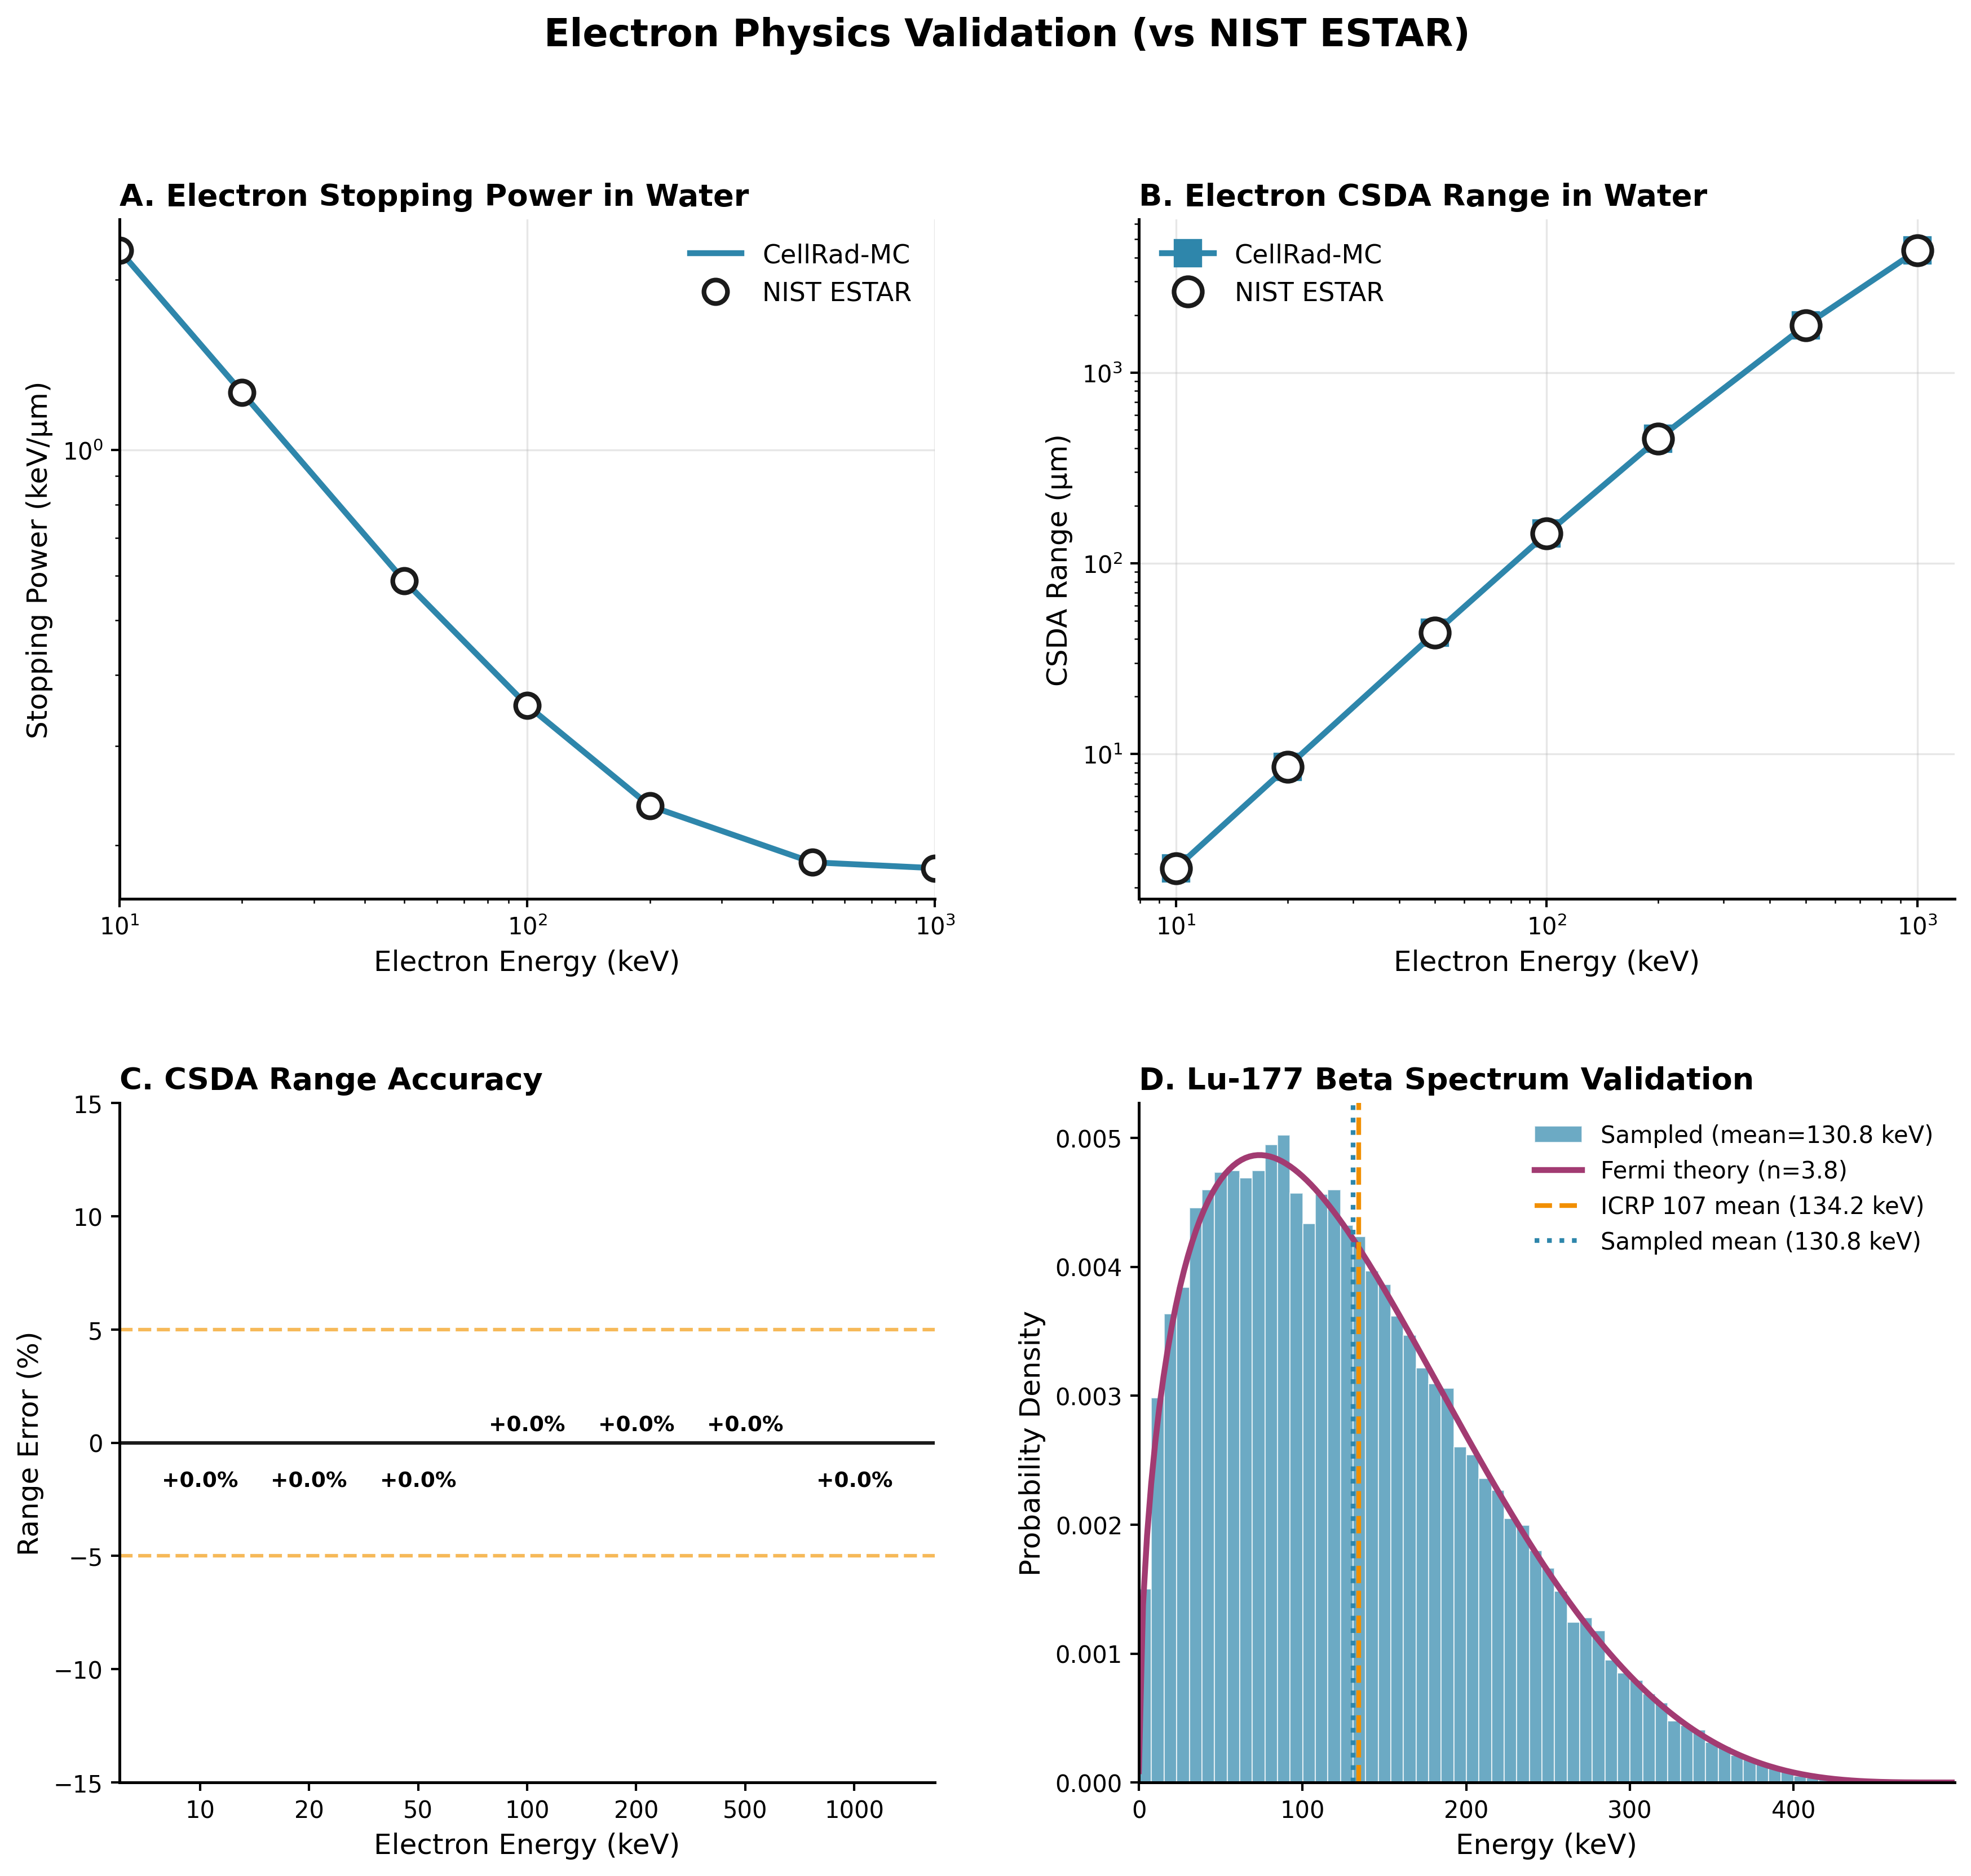 Electron Physics Validation (vs NIST ESTAR)
A. Electron Stopping Power in Water
CellRad-MC
NIST ESTAR
10⁰
Stopping Power (keV/µm)
10¹ 10² 10³
Electron Energy (keV)
B. Electron CSDA Range in Water
CellRad-MC
NIST ESTAR
10³
10²
10¹
CSDA Range (µm)
10¹ 10² 10³
Electron Energy (keV)
C. CSDA Range Accuracy
15
10
5
0
−5
−10
−15
Range Error (%)
+0.0% +0.0% +0.0%
+0.0% +0.0% +0.0% +0.0%
10 20 50 100 200 500 1000
Electron Energy (keV)
D. Lu-177 Beta Spectrum Validation
Sampled (mean=130.8 keV)
Fermi theory (n=3.8)
ICRP 107 mean (134.2 keV)
Sampled mean (130.8 keV)
0.005
0.004
0.003
0.002
0.001
0.000
Probability Density
0 100 200 300 400
Energy (keV)